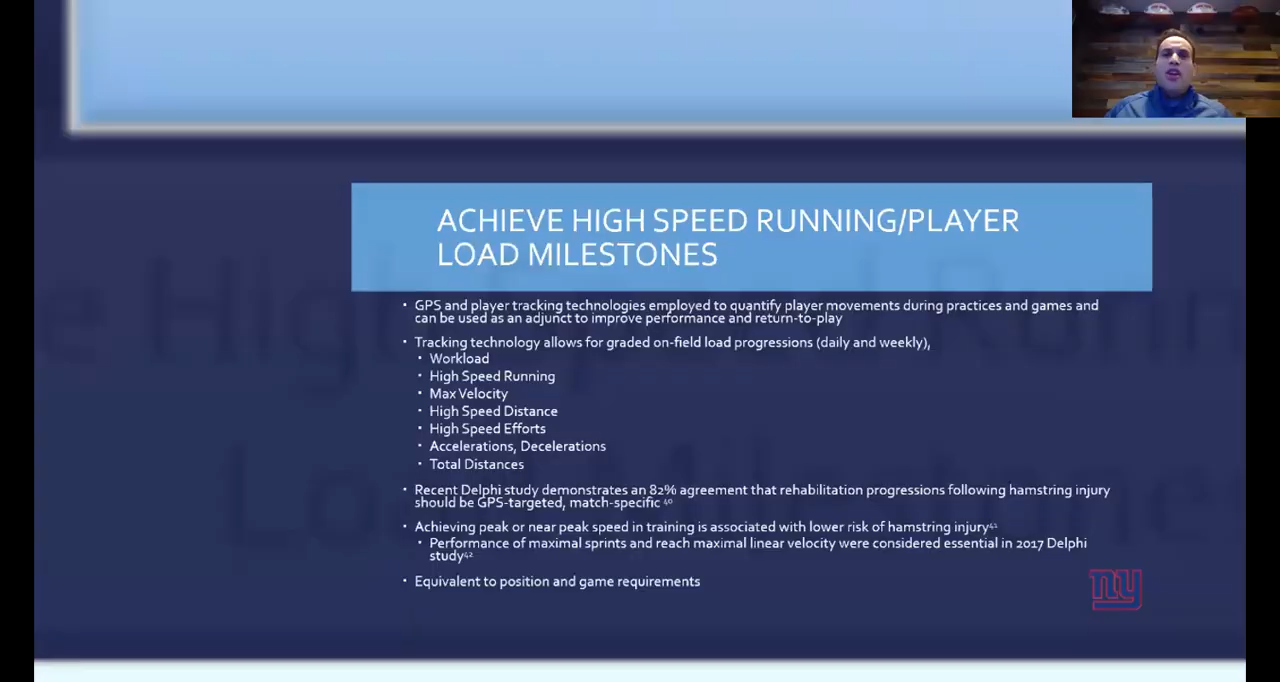 ACHIEVE HIGH SPEED RUNNING/PLAYER
LOAD MILESTONES
• GPS and player tracking technologies employed to quantify player movements during practices and games and
can be used as an adjunct to improve performance and return-to-play
• Tracking technology allows for graded on-field load progressions (daily and weekly),
• Workload
• High Speed Running
• Max Velocity
• High Speed Distance
• High Speed Efforts
• Accelerations, Decelerations
• Total Distances
• Recent Delphi study demonstrates an 82% agreement that rehabilitation progressions following hamstring injury
should be GPS-targeted, match-specific 40
• Achieving peak or near peak speed in training is associated with lower risk of hamstring injury41
• Performance of maximal sprints and reach maximal linear velocity were considered essential in 2017 Delphi
study42
• Equivalent to position and game requirements
ny